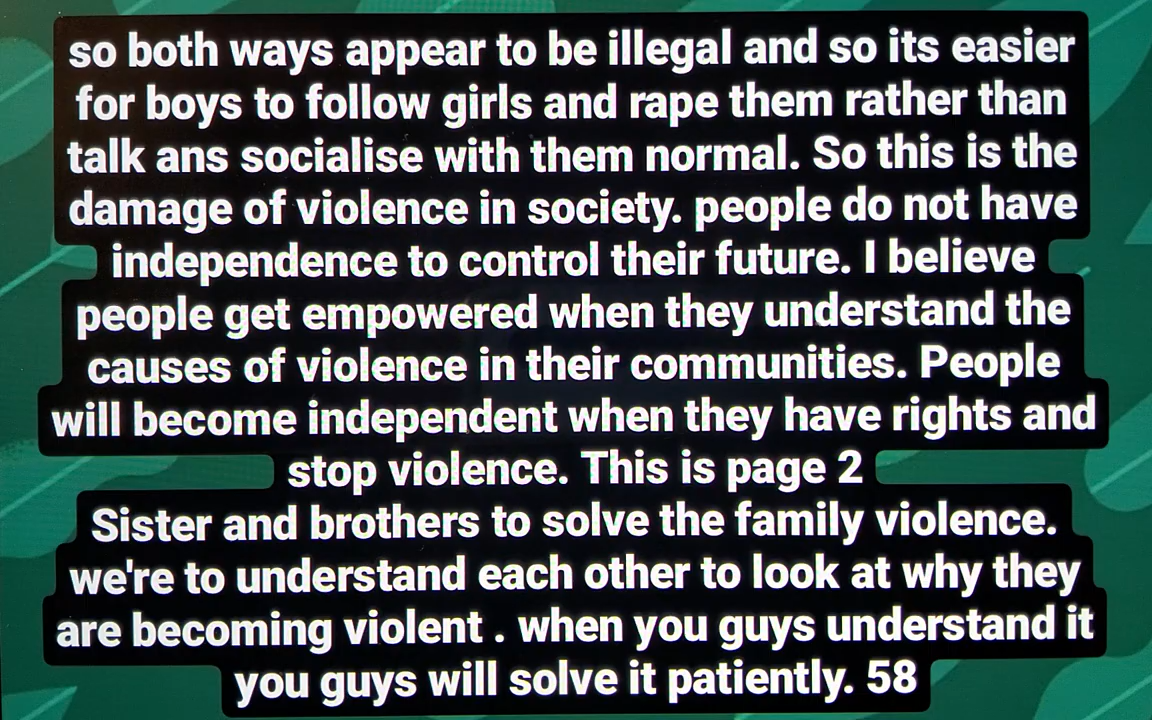 so both ways appear to be illegal and so its easier
for boys to follow girls and rape them rather than
talk ans socialise with them normal. So this is the
damage of violence in society. people do not have
independence to control their future. I believe
people get empowered when they understand the
causes of violence in their communities. People
will become independent when they have rights and
stop violence. This is page 2
Sister and brothers to solve the family violence.
we're to understand each other to look at why they
are becoming violent . when you guys understand it
you guys will solve it patiently. 58